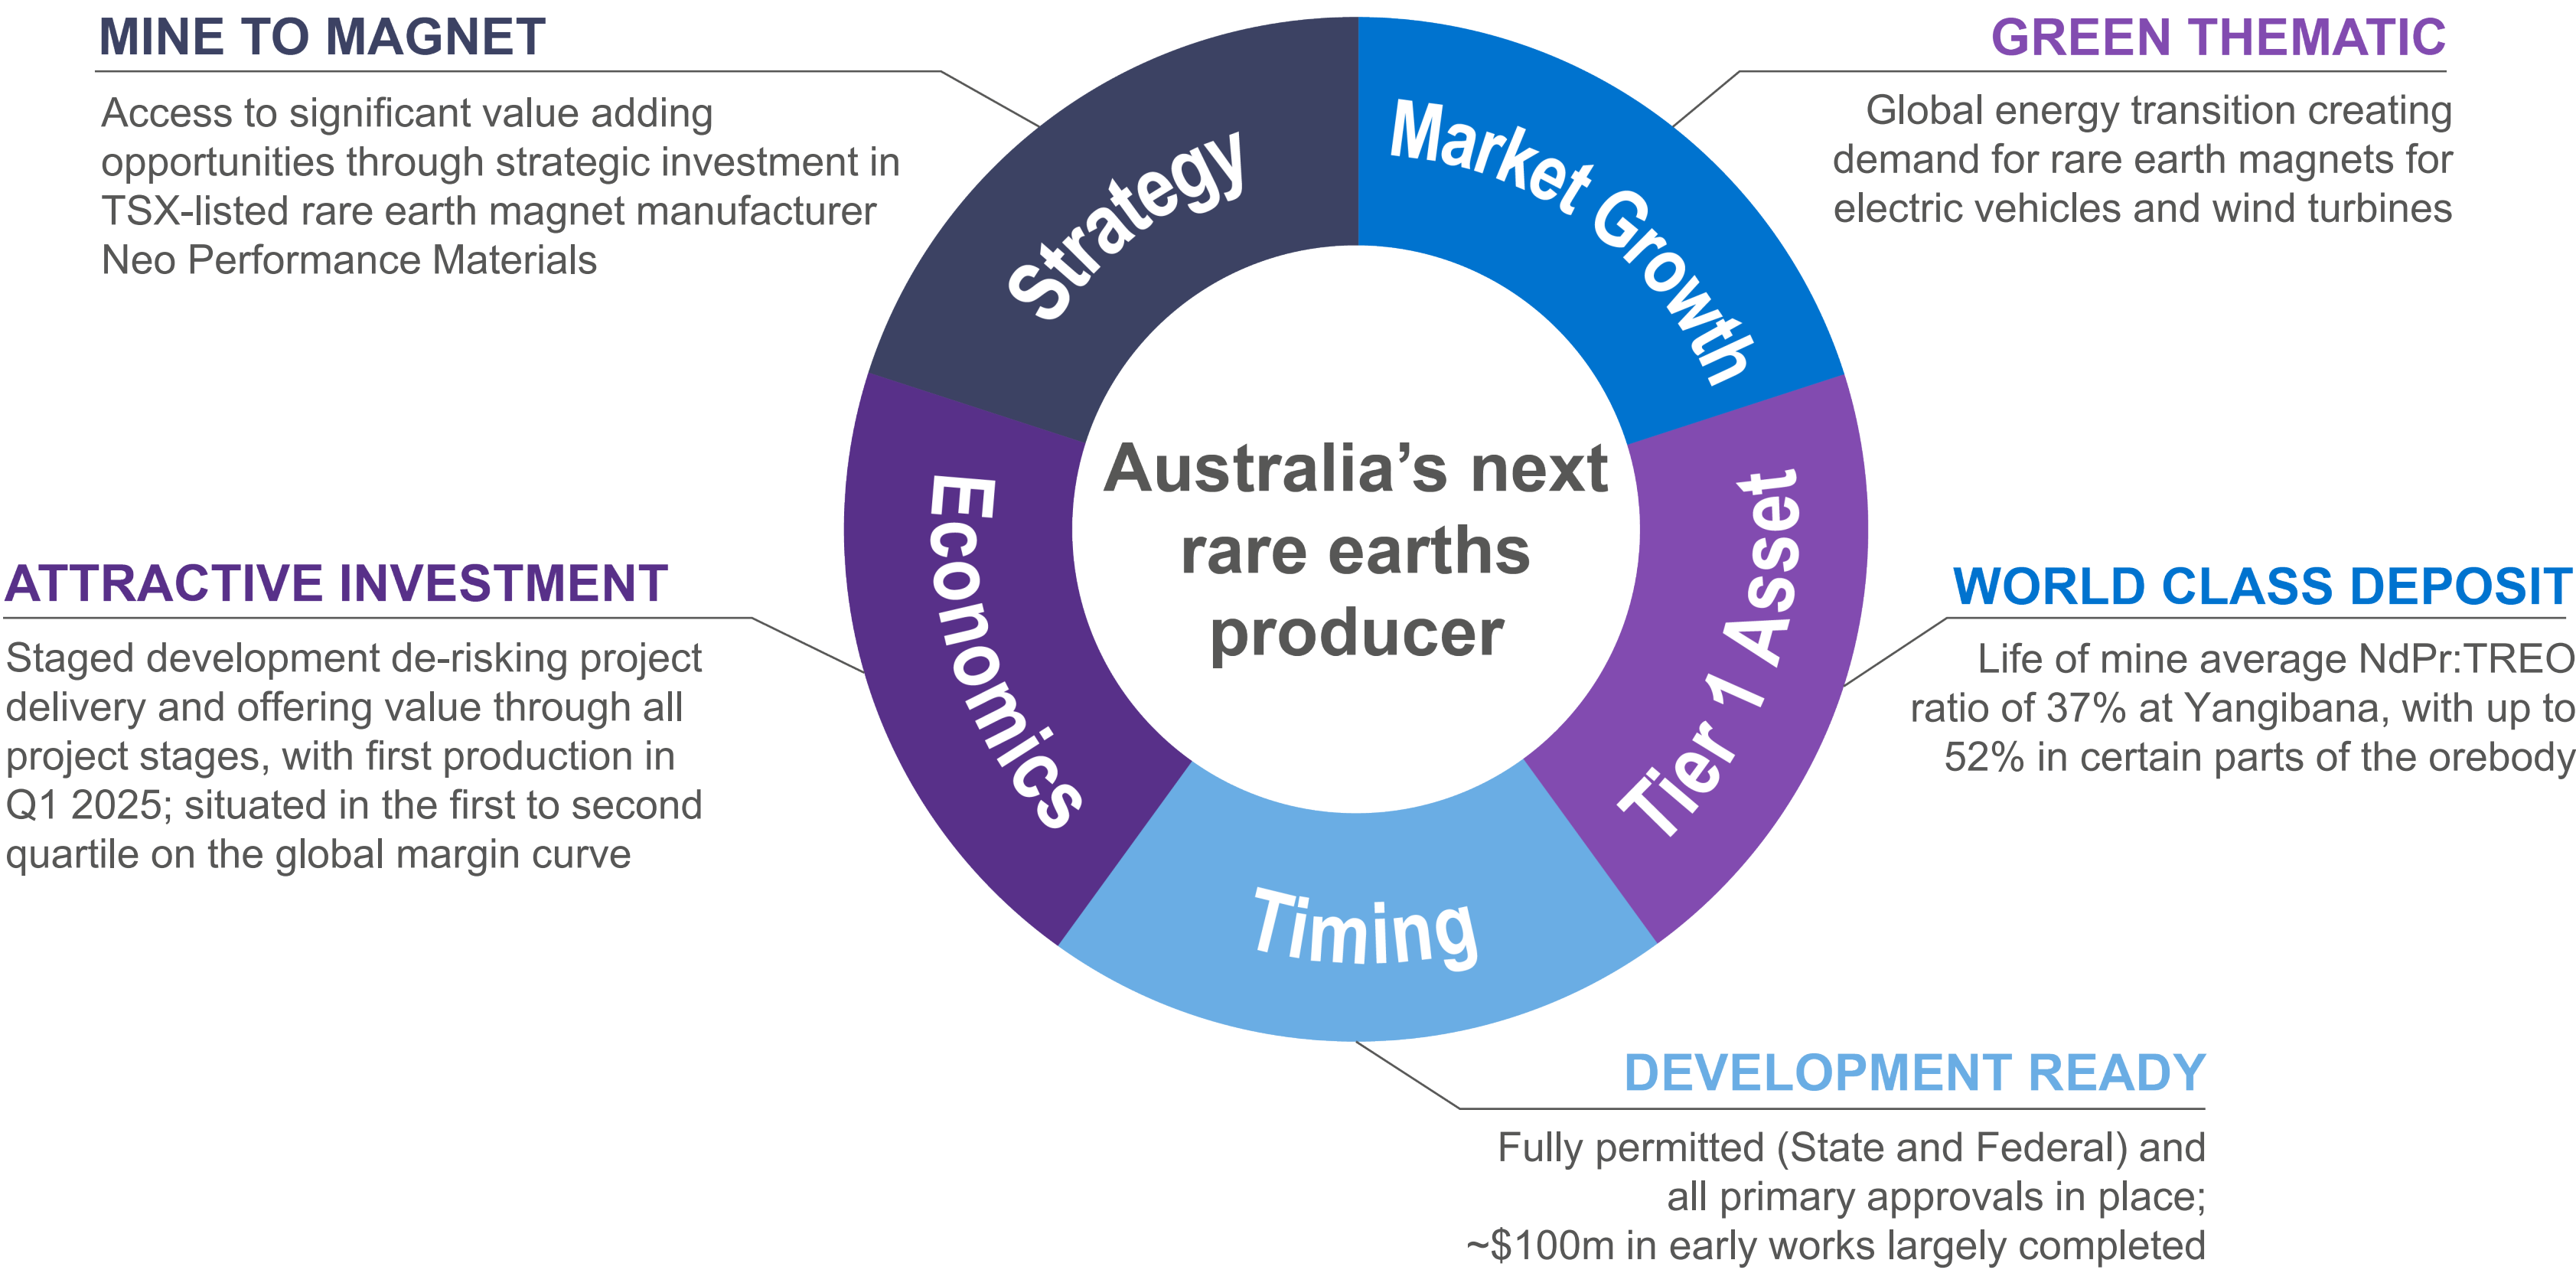 MINE TO MAGNET
Access to significant value adding
opportunities through strategic investment in
TSX-listed rare earth magnet manufacturer
Neo Performance Materials
GREEN THEMATIC
Global energy transition creating
demand for rare earth magnets for
electric vehicles and wind turbines
Strategy
Market Growth
Economics
Tier 1 Asset
Timing
Australia’s next
rare earths
producer
ATTRACTIVE INVESTMENT
Staged development de-risking project
delivery and offering value through all
project stages, with first production in
Q1 2025; situated in the first to second
quartile on the global margin curve
WORLD CLASS DEPOSIT
Life of mine average NdPr:TREO
ratio of 37% at Yangibana, with up to
52% in certain parts of the orebody
DEVELOPMENT READY
Fully permitted (State and Federal) and
all primary approvals in place;
~$100m in early works largely completed